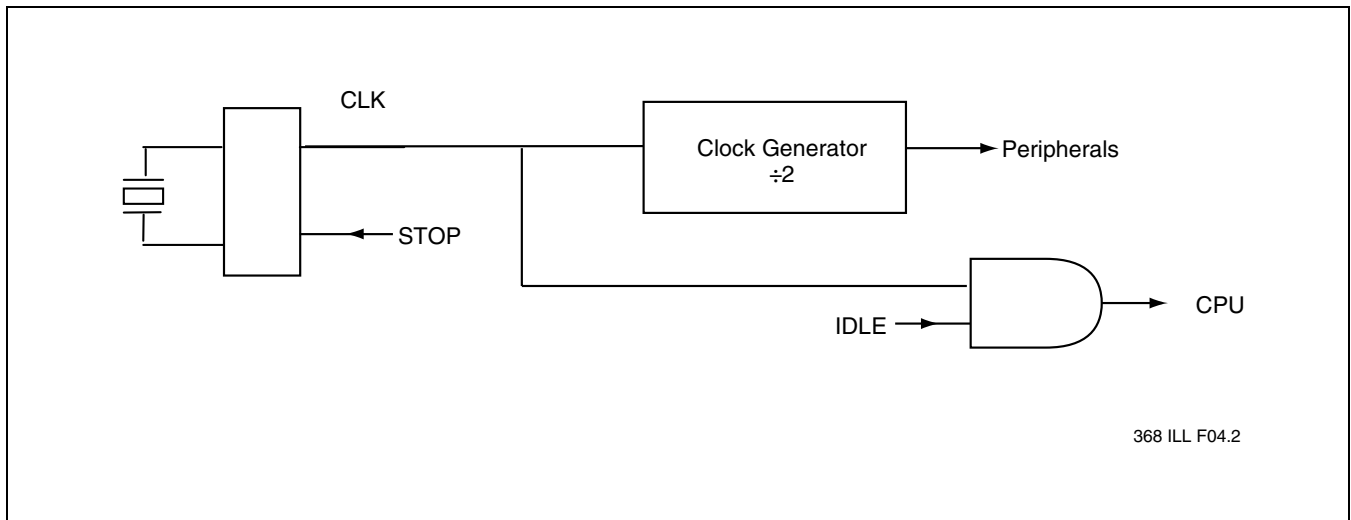 CLK
Clock Generator
÷2
Peripherals
STOP
IDLE
CPU
368 ILL F04.2